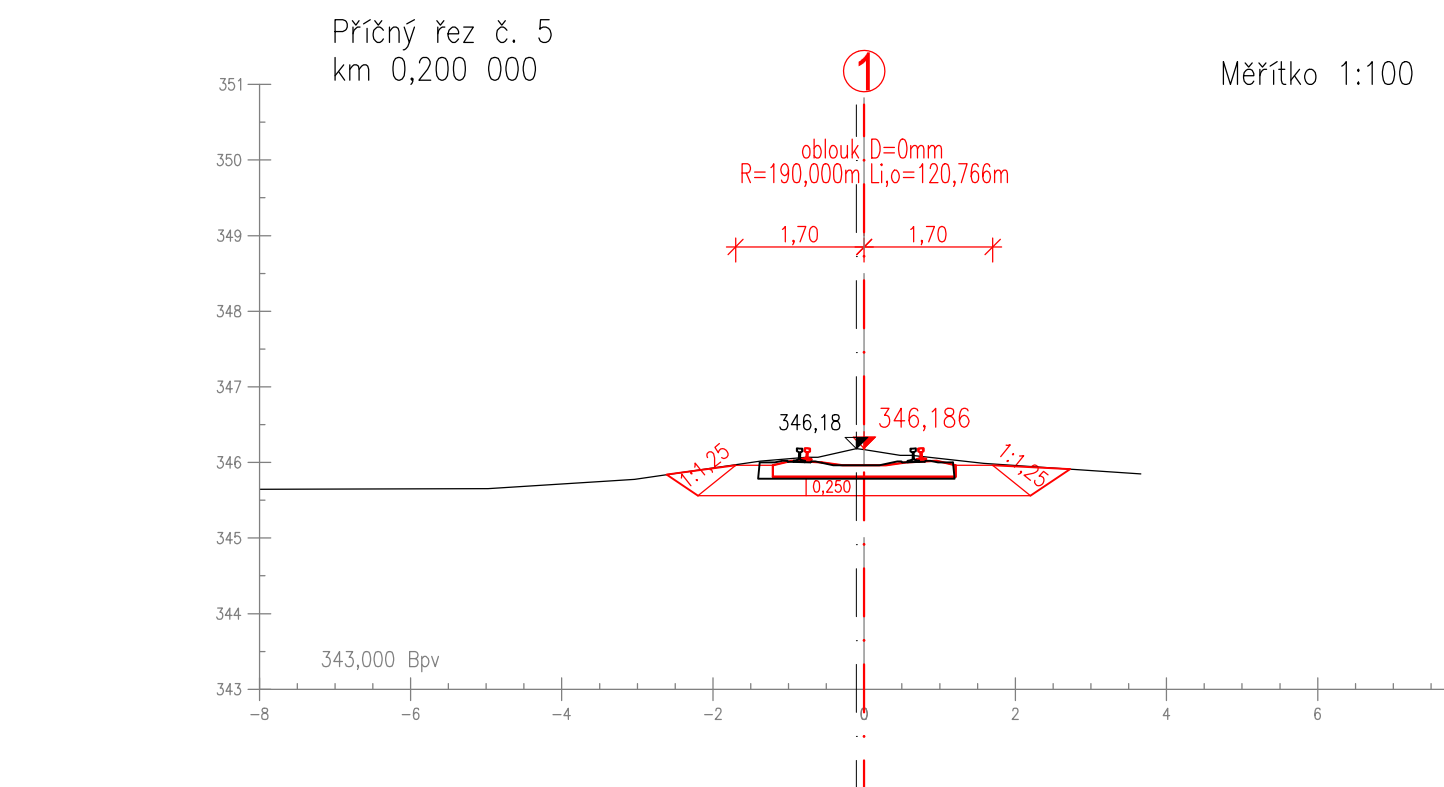 Příčný řez č. 5
km 0,200 000
1
Měřítko 1:100
oblouk D=0mm
R=190,000m Li,o=120,766m
1,70 1,70
346,18 346,186
1:1,25 1:1,25
0,250
351
350
349
348
347
346
345
344
343
343,000 Bpv
-8 -6 -4 -2 0 2 4 6